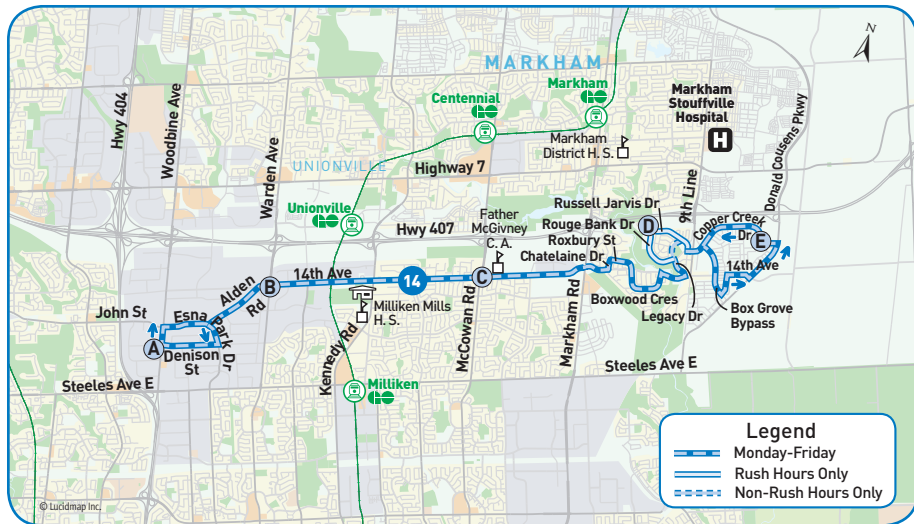 MARKHAM
N
Hwy 404
Woodbine Ave
Warden Ave
Centennial
Markham
Markham
Stouffville
Hospital
H
Donald Cousens Pkwy
Markham
District H. S.
UNIONVILLE
Highway 7
9th Line
Unionville
Hwy 407
Father
McGivney
C. A.
Russell Jarvis Dr
Rouge Bank Dr
D
Roxbury St
Chatelaine Dr
Copper Creek
Dr
E
14th Ave
14
C
B
Alden
Rd
14th Ave
Milliken Mills
H. S.
Boxwood Cres
Legacy Dr
Box Grove
Bypass
John St
Esna
Park Dr
A
Denison
St
Kennedy Rd
McCowan Rd
Markham Rd
Steeles Ave E
Steeles Ave E
Milliken
Legend
Monday-Friday
Rush Hours Only
Non-Rush Hours Only
© Lucidmap Inc.